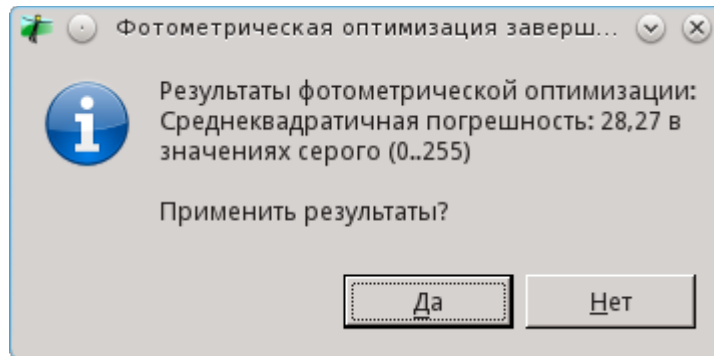 Фотометрическая оптимизация заверш...
Результаты фотометрической оптимизации:
Среднеквадратичная погрешность: 28,27 в
значениях серого (0..255)
Применить результаты?
Да
Нет